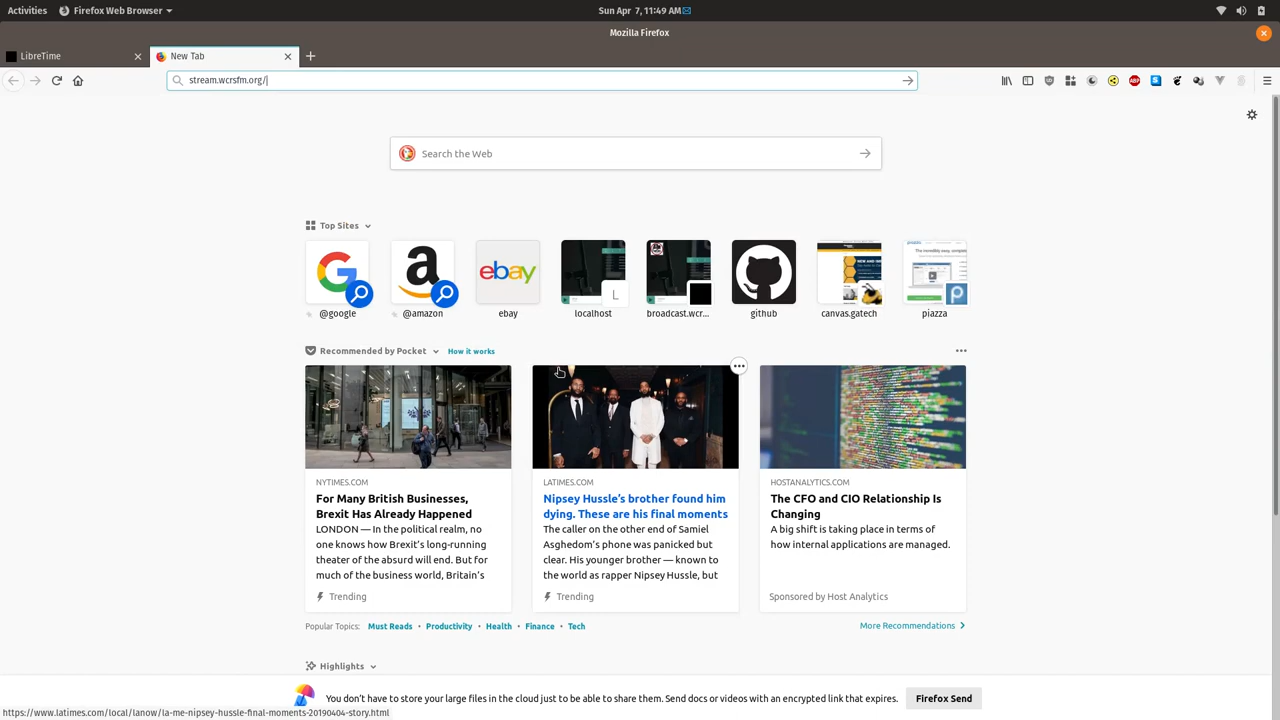 Activities Firefox Web Browser Sun Apr 7, 11:49 AM
Mozilla Firefox
LibreTime New Tab
stream.wcrsfm.org/
Search the Web
Top Sites
@google @amazon ebay localhost broadcast.wcr... github canvas.gatech piazza
Recommended by Pocket How it works
NYTIMES.COM
For Many British Businesses,
Brexit Has Already Happened
LONDON — In the political realm, no
one knows how Brexit's long-running
theater of the absurd will end. But for
much of the business world, Britain's
Trending
LATIMES.COM
Nipsey Hussle's brother found him
dying. These are his final moments
The caller on the other end of Samiel
Asghedom's phone was panicked but
clear. His younger brother — known to
the world as rapper Nipsey Hussle, but
Trending
HOSTANALYTICS.COM
The CFO and CIO Relationship Is
Changing
A big shift is taking place in terms of
how internal applications are managed.
Sponsored by Host Analytics
Popular Topics: Must Reads • Productivity • Health • Finance • Tech More Recommendations
Highlights
You don't have to store your large files in the cloud just to be able to share them. Send docs or videos with an encrypted link that expires. Firefox Send
https://www.latimes.com/local/lanow/la-me-nipsey-hussle-final-moments-20190404-story.html